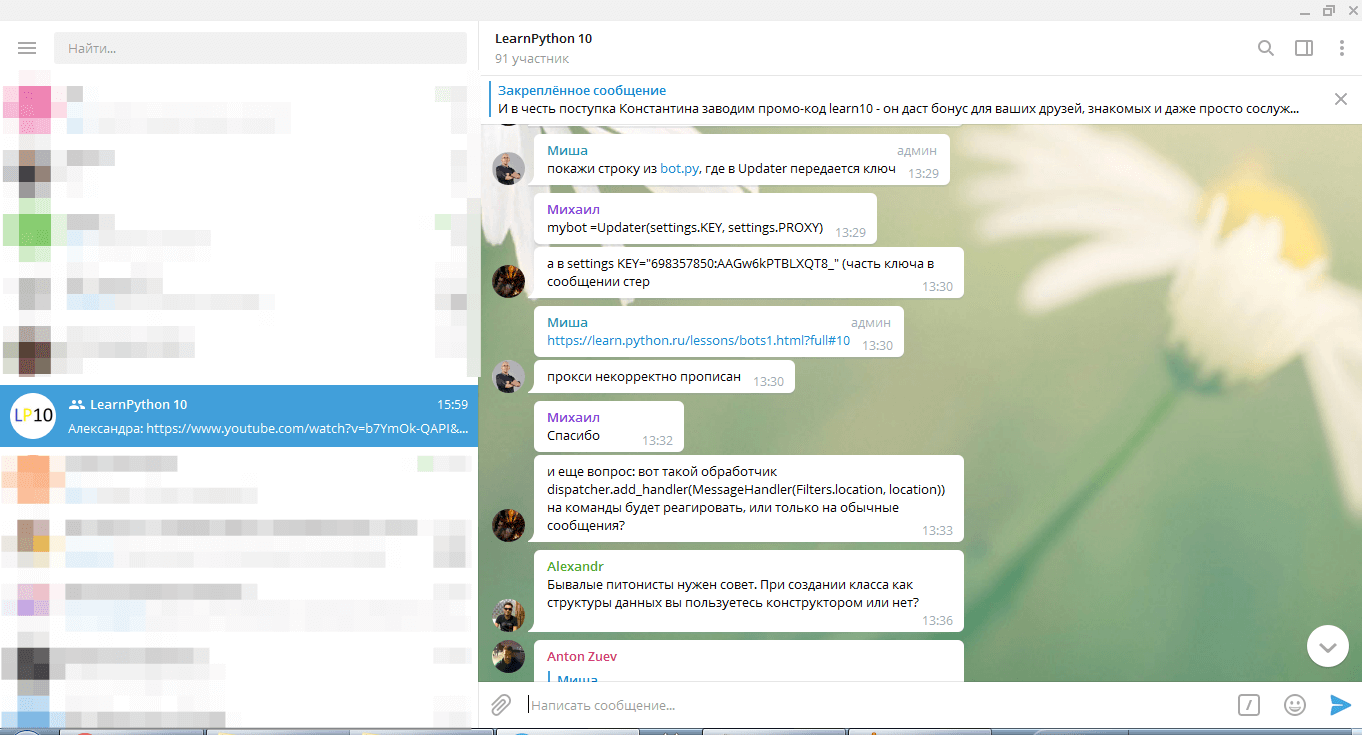 Найти...
LearnPython 10
91 участник
Закреплённое сообщение
И в честь поступка Константина заводим промо-код learn10 - он даст бонус для ваших друзей, знакомых и даже просто сослуж...
Миша админ
покажи строку из bot.py, где в Updater передается ключ 13:29
Михаил
mybot =Updater(settings.KEY, settings.PROXY) 13:29
а в settings KEY="698357850:AAGw6kPTBLXQT8_" (часть ключа в
сообщении стер 13:30
Миша админ
https://learn.python.ru/lessons/bots1.html?full#10 13:30
прокси некорректно прописан 13:30
LP10
LearnPython 10 15:59
Александра: https://www.youtube.com/watch?v=b7YmOk-QAPI&...
Михаил
Спасибо 13:32
и еще вопрос: вот такой обработчик
dispatcher.add_handler(MessageHandler(Filters.location, location))
на команды будет реагировать, или только на обычные
сообщения? 13:33
Alexandr
Бывалые питонисты нужен совет. При создании класса как
структуры данных вы пользуетесь конструктором или нет?
13:36
Anton Zuev
Миша
Написать сообщение...